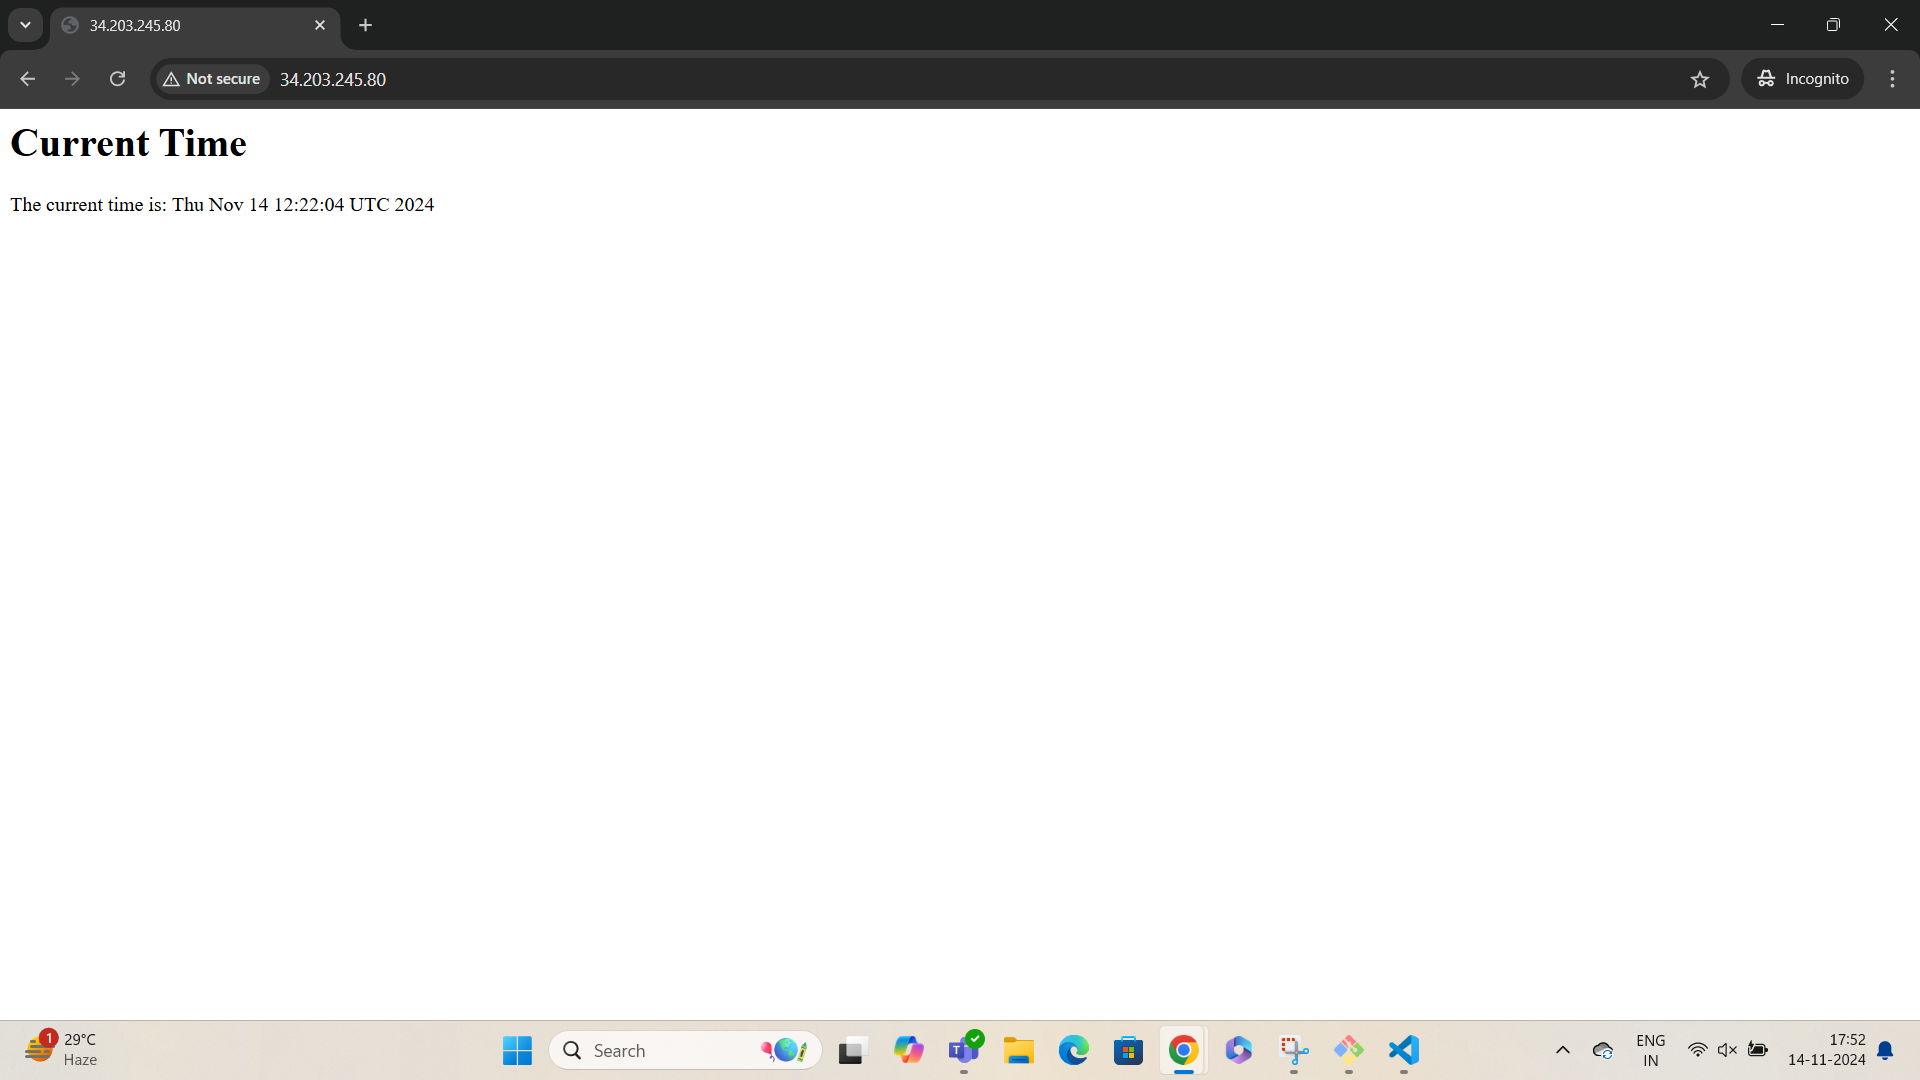 34.203.245.80
Not secure
34.203.245.80
Incognito
Current Time
The current time is: Thu Nov 14 12:22:04 UTC 2024
1
29°C
Haze
Search
T
ENG
IN
17:52
14-11-2024